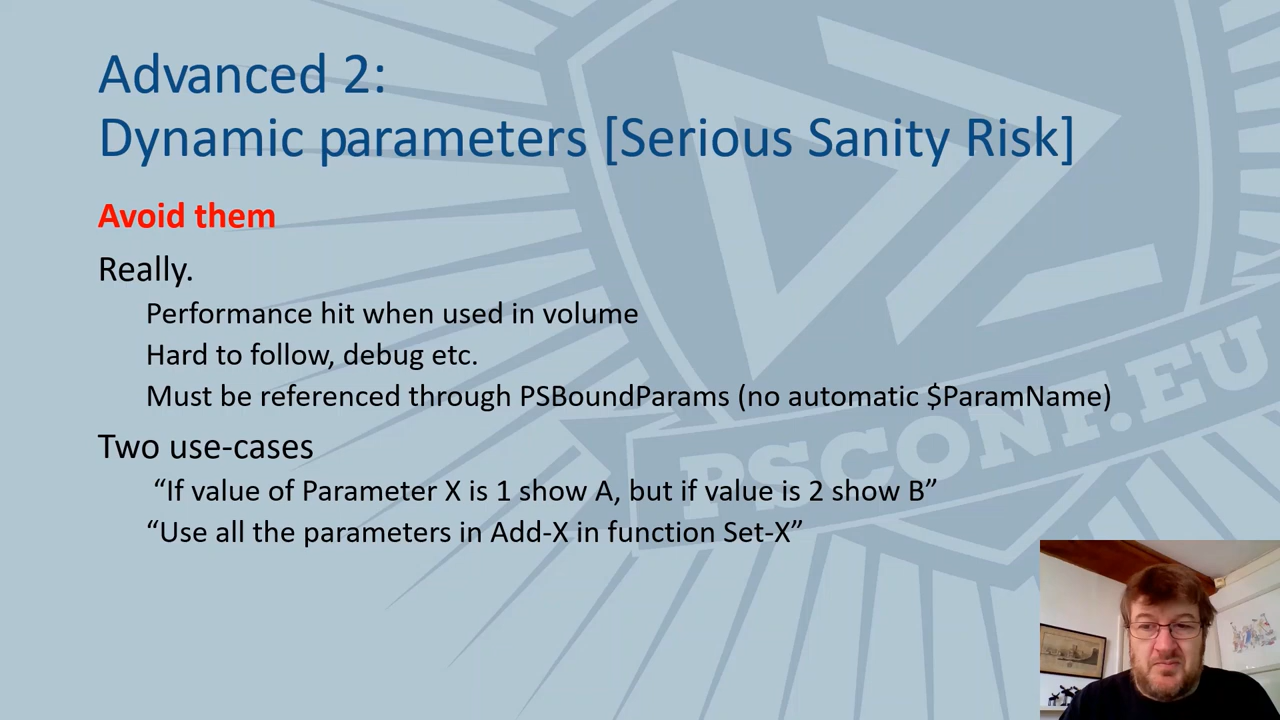 Advanced 2:
Dynamic parameters [Serious Sanity Risk]
Avoid them
Really.
Performance hit when used in volume
Hard to follow, debug etc.
Must be referenced through PSBoundParams (no automatic $ParamName)
Two use-cases
“If value of Parameter X is 1 show A, but if value is 2 show B”
“Use all the parameters in Add-X in function Set-X”
PSCONF.EU